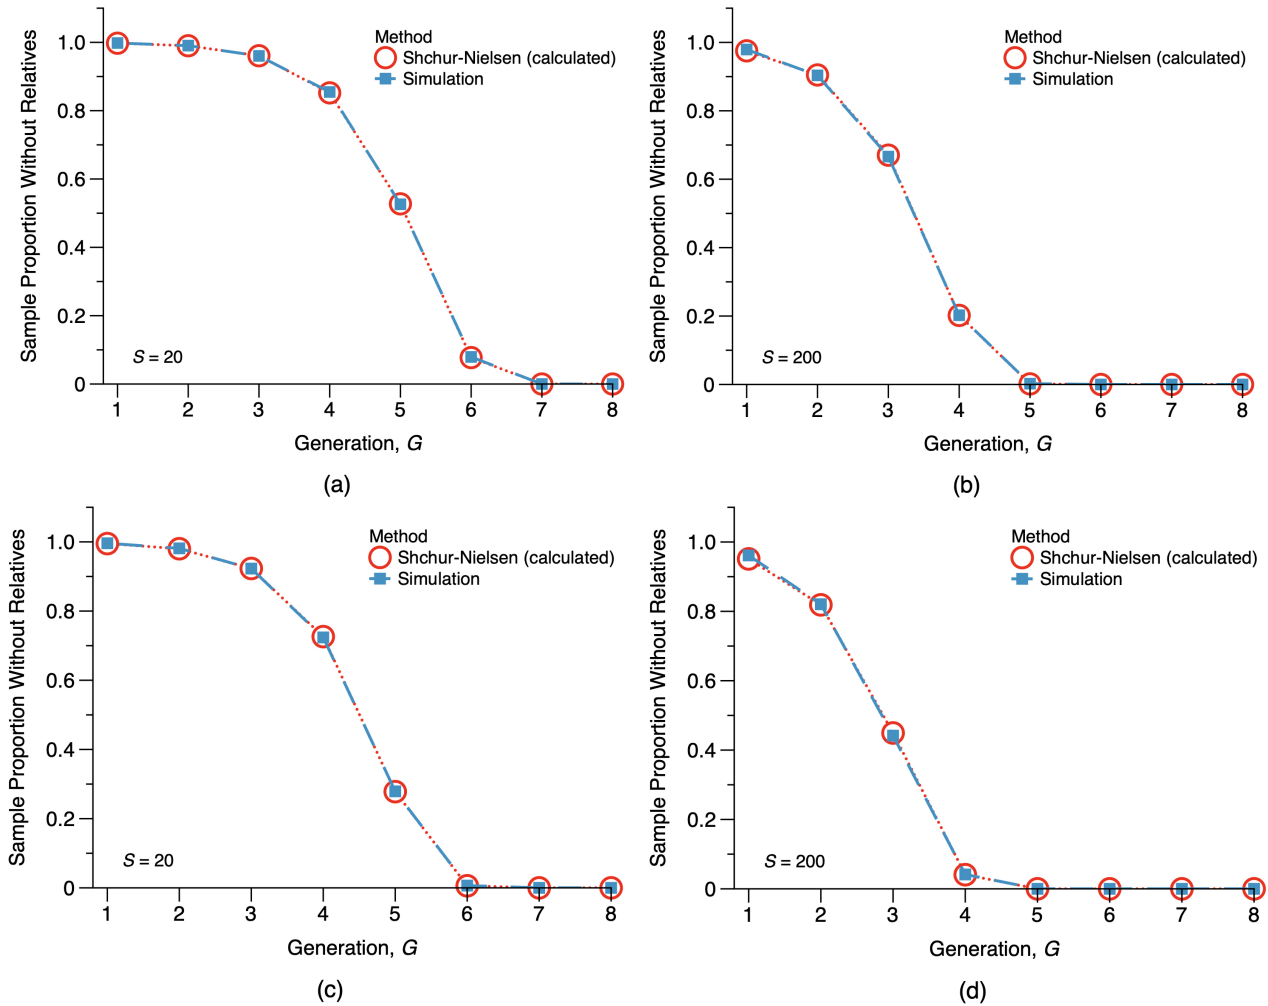 Sample Proportion Without Relatives
1.0
0.8
0.6
0.4
0.2
0
Method
Shchur-Nielsen (calculated)
Simulation
S = 20
1 2 3 4 5 6 7 8
Generation, G
(a)
Sample Proportion Without Relatives
1.0
0.8
0.6
0.4
0.2
0
Method
Shchur-Nielsen (calculated)
Simulation
S = 200
1 2 3 4 5 6 7 8
Generation, G
(b)
Sample Proportion Without Relatives
1.0
0.8
0.6
0.4
0.2
0
Method
Shchur-Nielsen (calculated)
Simulation
S = 20
1 2 3 4 5 6 7 8
Generation, G
(c)
Sample Proportion Without Relatives
1.0
0.8
0.6
0.4
0.2
0
Method
Shchur-Nielsen (calculated)
Simulation
S = 200
1 2 3 4 5 6 7 8
Generation, G
(d)